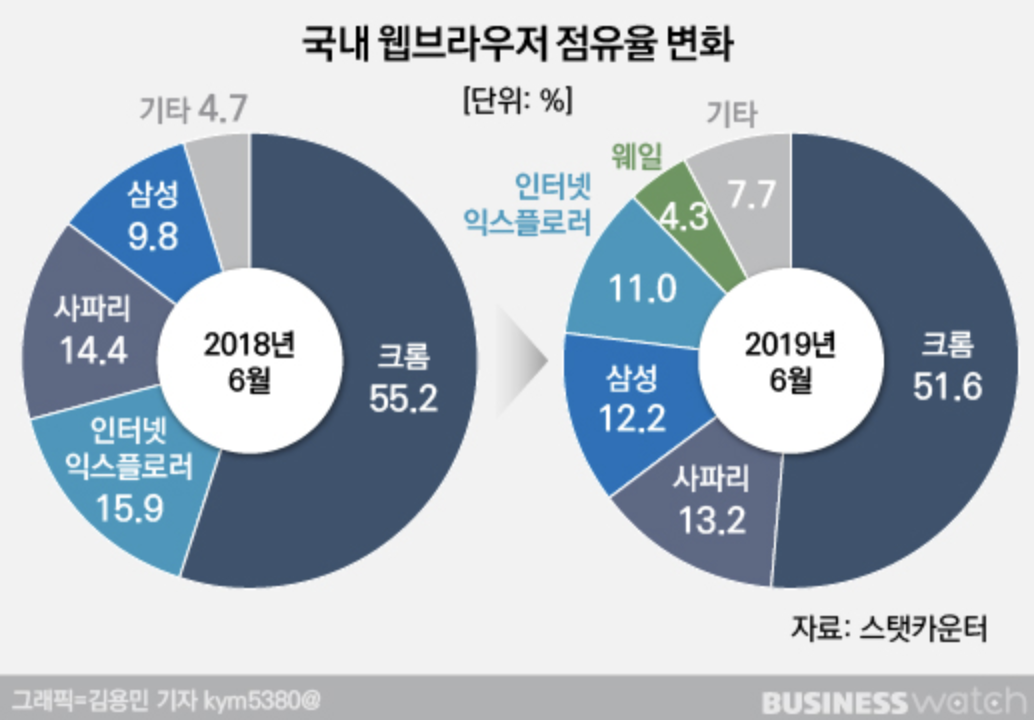 국내 웹브라우저 점유율 변화
[단위: %]
기타 4.7
삼성
9.8
사파리
14.4
인터넷
익스플로러
15.9
크롬
55.2
2018년
6월
기타
7.7
웨일
4.3
인터넷
익스플로러
11.0
삼성
12.2
사파리
13.2
크롬
51.6
2019년
6월
자료: 스탯카운터
그래픽=김용민 기자 kym5380@
BUSINESS watch